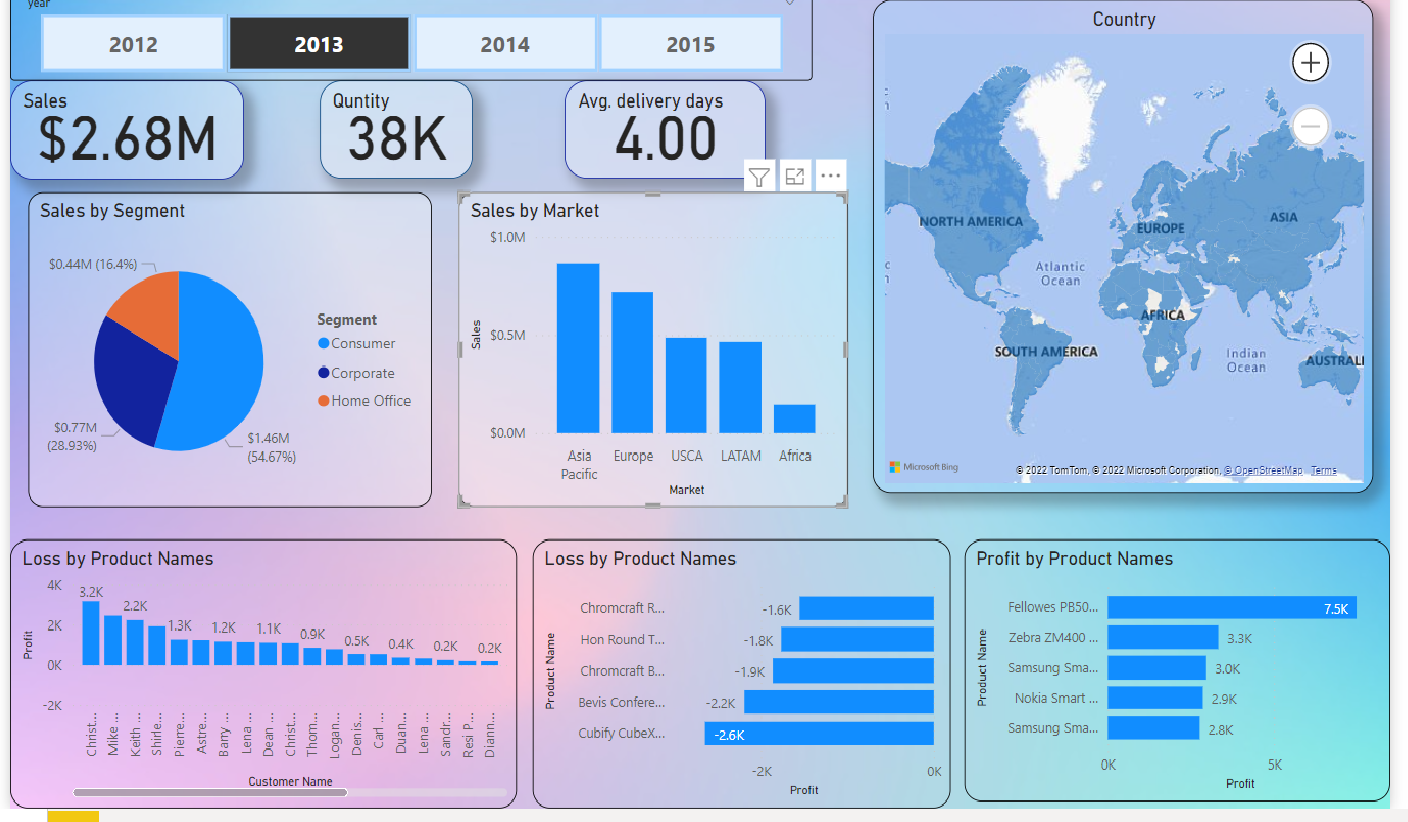 year
2012
2013
2014
2015
Sales
$2.68M
Quntity
38K
Avg. delivery days
4.00
Country
NORTH AMERICA
EUROPE
ASIA
Atlantic
Ocean
AFRICA
SOUTH AMERICA
Indian
Ocean
AUSTRALI
Microsoft Bing
© 2022 TomTom, © 2022 Microsoft Corporation, © OpenStreetMap Terms
Sales by Segment
$0.44M (16.4%)
$0.77M
(28.93%)
$1.46M
(54.67%)
Segment
Consumer
Corporate
Home Office
Sales by Market
Sales
$1.0M
$0.5M
$0.0M
Asia
Pacific
Europe
USCA
LATAM
Africa
Market
Loss by Product Names
Profit
4K
2K
0K
-2K
3.2K
2.2K
1.3K
1.2K
1.1K
0.9K
0.5K
0.4K
0.2K
0.2K
Christ...
Mike ...
Keith ...
Shirle...
Pierre...
Astre...
Barry ...
Lena ...
Dean ...
Christ...
Thom...
Logan...
Denis...
Carl ...
Duan...
Lena ...
Sandr...
Resi P...
Diann...
Customer Name
Loss by Product Names
Product Name
Chromcraft R... -1.6K
Hon Round T... -1.8K
Chromcraft B... -1.9K
Bevis Confere... -2.2K
Cubify CubeX... -2.6K
-2K
0K
Profit
Profit by Product Names
Product Name
Fellowes PB50... 7.5K
Zebra ZM400 ... 3.3K
Samsung Sma... 3.0K
Nokia Smart ... 2.9K
Samsung Sma... 2.8K
0K
5K
Profit